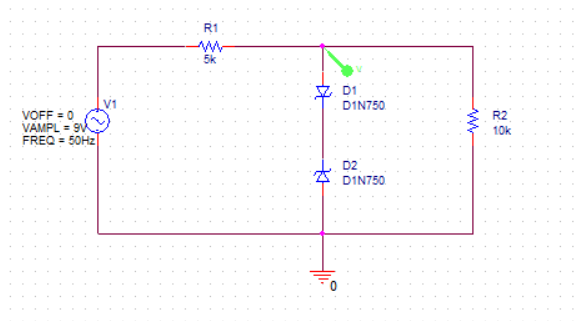 R1
5k
V
V1
VOFF = 0
VAMPL = 9V
FREQ = 50Hz
D1
D1N750
D2
D1N750
R2
10k
0